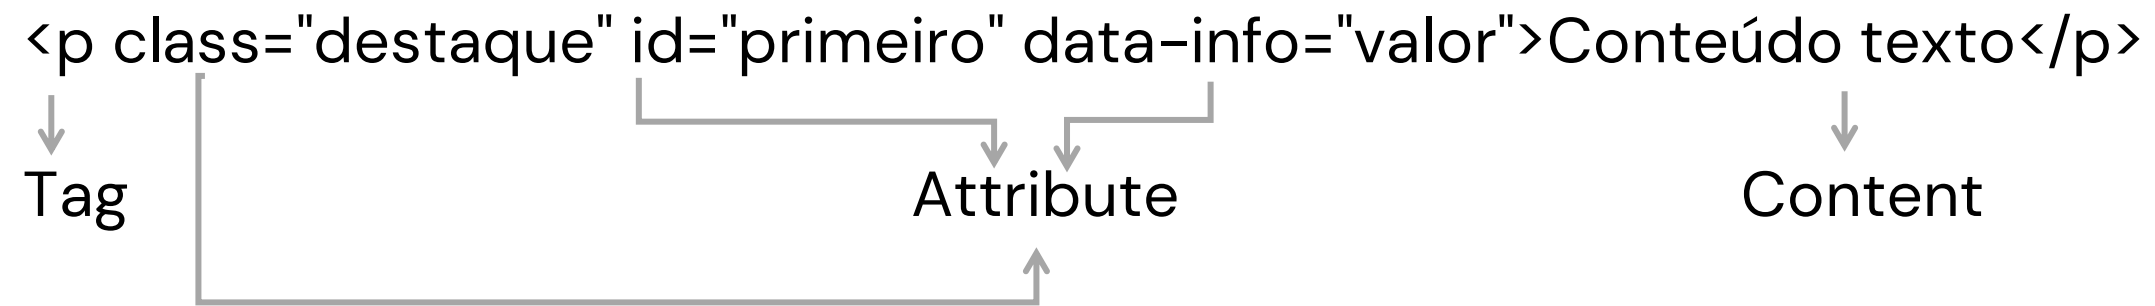 <p class="destaque" id="primeiro" data-info="valor">Conteúdo texto</p>
Tag Attribute Content